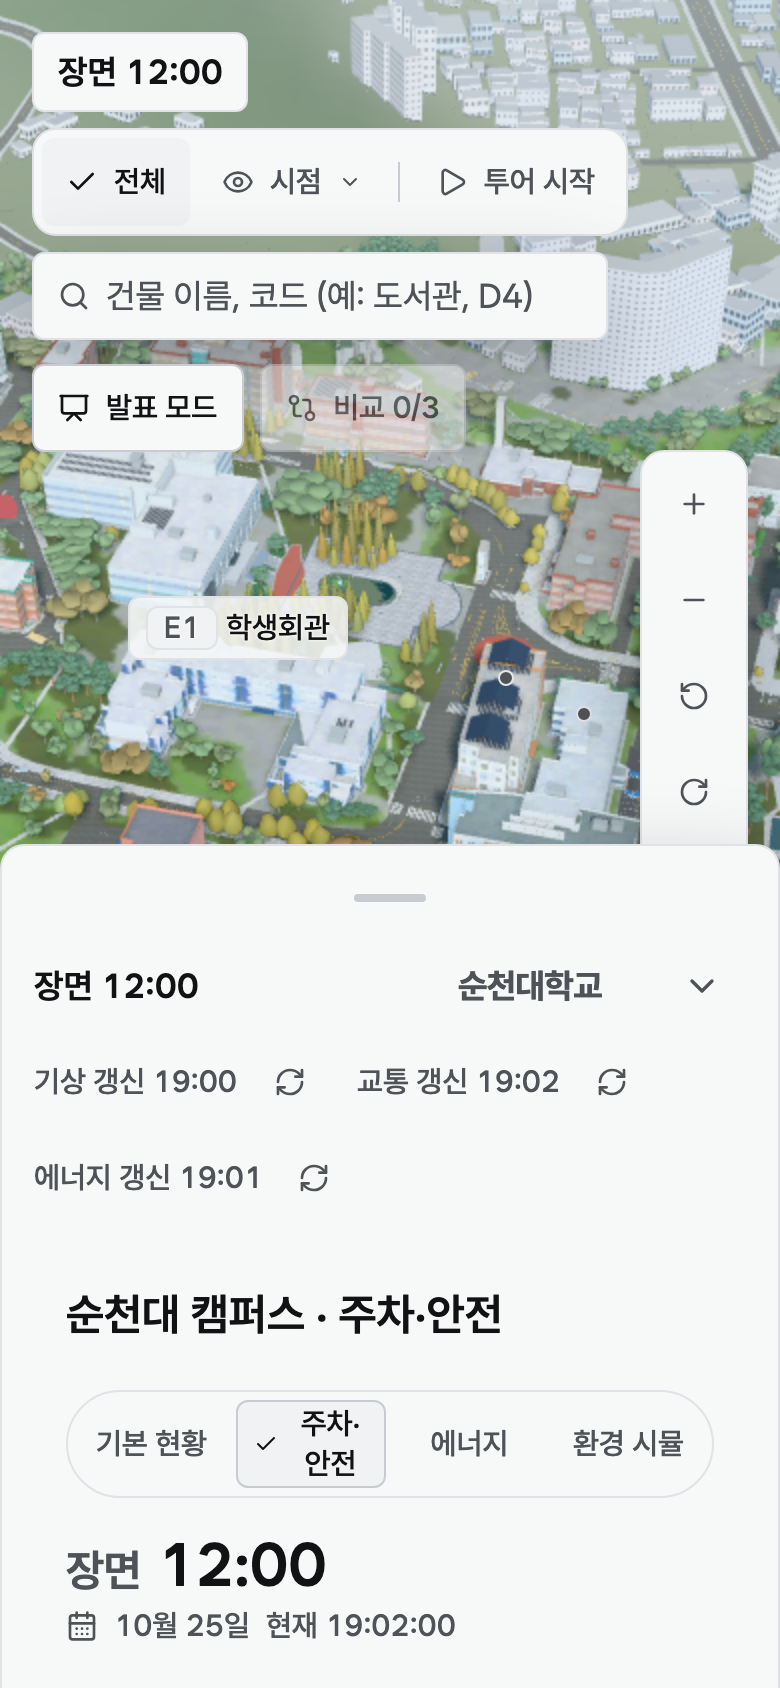 장면 12:00
전체 시점 투어 시작
건물 이름, 코드 (예: 도서관, D4)
발표 모드 비교 0/3
E1 학생회관
장면 12:00 순천대학교
기상 갱신 19:00 교통 갱신 19:02
에너지 갱신 19:01
순천대 캠퍼스 · 주차·안전
기본 현황 주차·
안전 에너지 환경 시뮬
장면 12:00
10월 25일 현재 19:02:00